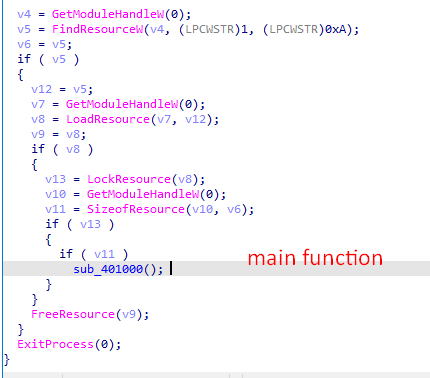 v4 = GetModuleHandleW(0);
v5 = FindResourceW(v4, (LPCWSTR)1, (LPCWSTR)0xA);
v6 = v5;
if ( v5 )
{
v12 = v5;
v7 = GetModuleHandleW(0);
v8 = LoadResource(v7, v12);
v9 = v8;
if ( v8 )
{
v13 = LockResource(v8);
v10 = GetModuleHandleW(0);
v11 = SizeofResource(v10, v6);
if ( v13 )
{
if ( v11 )
sub_401000();
main function
}
}
FreeResource(v9);
}
ExitProcess(0);
}